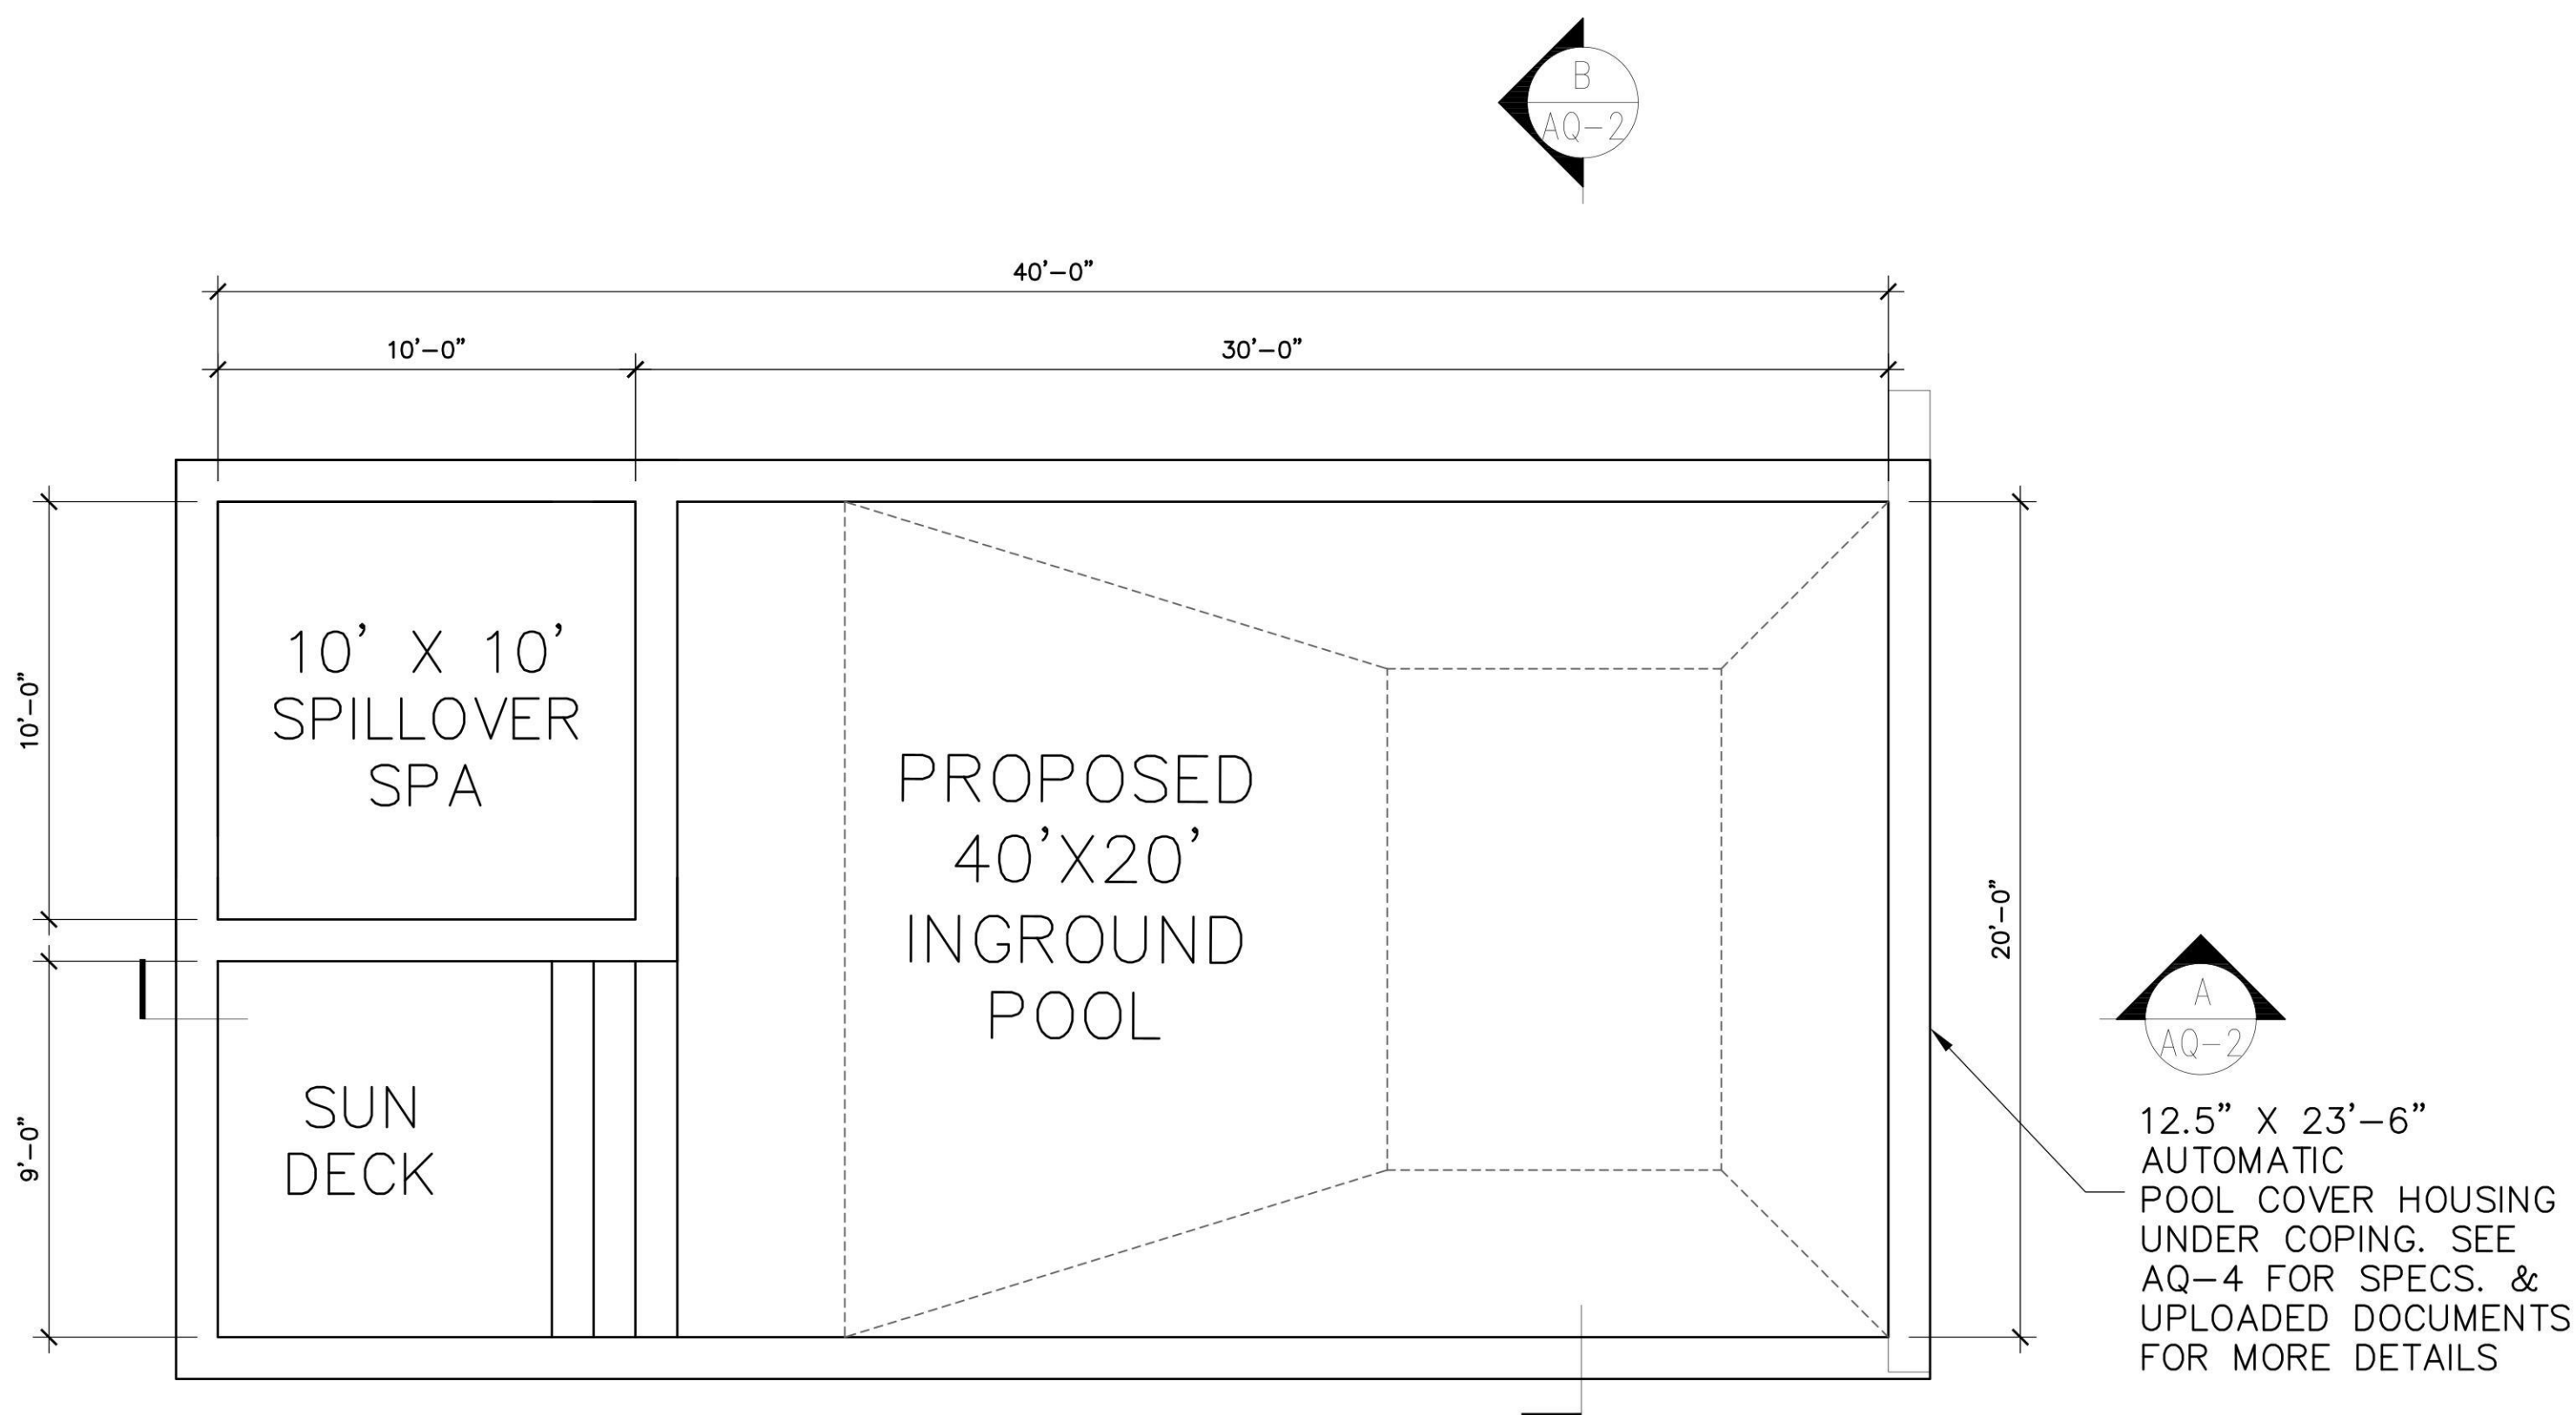 B
AQ-2
40'-0"
10'-0"
30'-0"
10'-0"
10' X 10'
SPILLOVER
SPA
PROPOSED
40'X20'
INGROUND
POOL
20'-0"
A
AQ-2
9'-0"
SUN
DECK
12.5" X 23'-6"
AUTOMATIC
POOL COVER HOUSING
UNDER COPING. SEE
AQ-4 FOR SPECS. &
UPLOADED DOCUMENTS
FOR MORE DETAILS